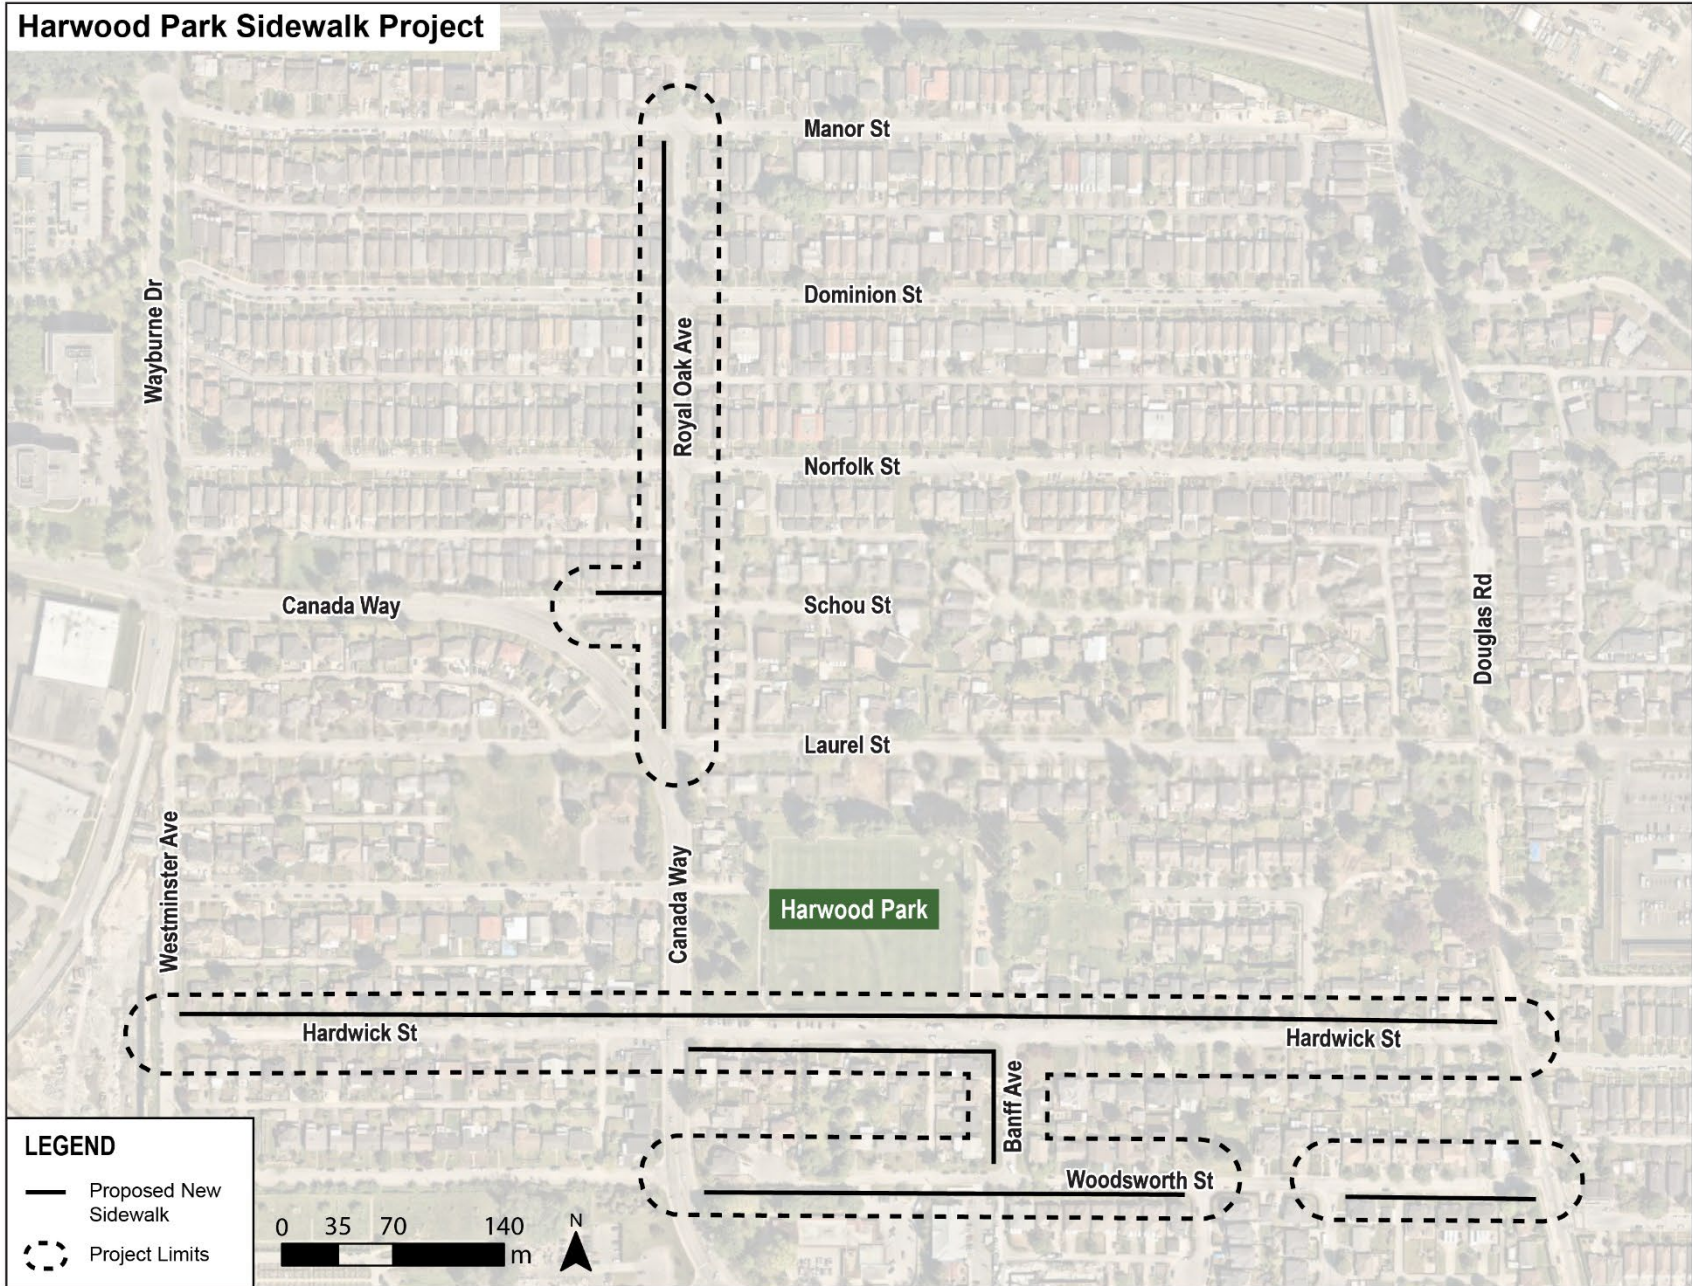 Harwood Park Sidewalk Project
Manor St
Wayburne Dr
Dominion St
Royal Oak Ave
Norfolk St
Canada Way
Schou St
Douglas Rd
Laurel St
Westminster Ave
Canada Way
Harwood Park
Hardwick St
Hardwick St
Banff Ave
Woodsworth St
LEGEND
Proposed New
Sidewalk
Project Limits
0 35 70 140
m
N